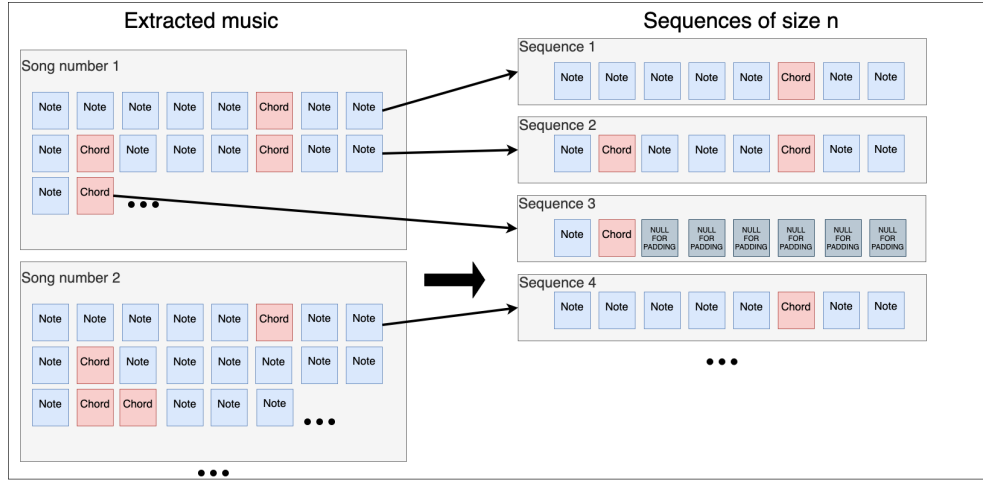 Extracted music
Song number 1
Note Note Note Note Note Chord Note Note
Note Chord Note Note Note Chord Note Note
Note Chord
Song number 2
Note Note Note Note Note Chord Note Note
Note Chord Note Note Note Note Note Note
Note Chord Chord Note Note Note
Sequences of size n
Sequence 1
Note Note Note Note Note Chord Note Note
Sequence 2
Note Chord Note Note Note Chord Note Note
Sequence 3
Note Chord NULL FOR PADDING NULL FOR PADDING NULL FOR PADDING NULL FOR PADDING NULL FOR PADDING NULL FOR PADDING
Sequence 4
Note Note Note Note Note Chord Note Note